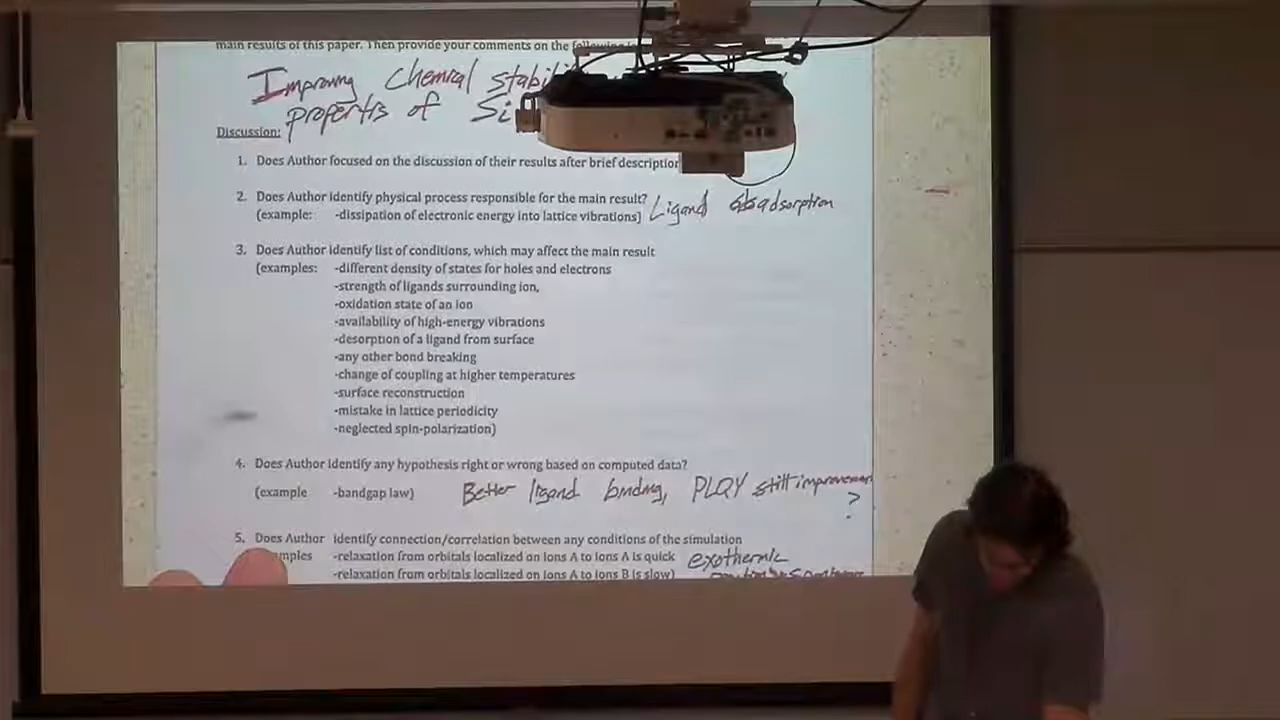 main results of this paper. Then provide your comments on the following
Improving Chemical stabili
properties of Si
Discussion:
1. Does Author focused on the discussion of their results after brief description
2. Does Author identify physical process responsible for the main result?
(example: -dissipation of electronic energy into lattice vibrations) Ligand adsorption
3. Does Author identify list of conditions, which may affect the main result
(examples: -different density of states for holes and electrons
-strength of ligands surrounding ion,
-oxidation state of an ion
-availability of high-energy vibrations
-desorption of a ligand from surface
-any other bond breaking
-change of coupling at higher temperatures
-surface reconstruction
-mistake in lattice periodicity
-neglected spin-polarization)
4. Does Author identify any hypothesis right or wrong based on computed data?
(example -bandgap law) Better ligand binding, PLQY still improvement
?
5. Does Author identify connection/correlation between any conditions of the simulation
mples -relaxation from orbitals localized on ions A to ions A is quick exothermic
-relaxation from orbitals localized on ions A to ions B is slow)